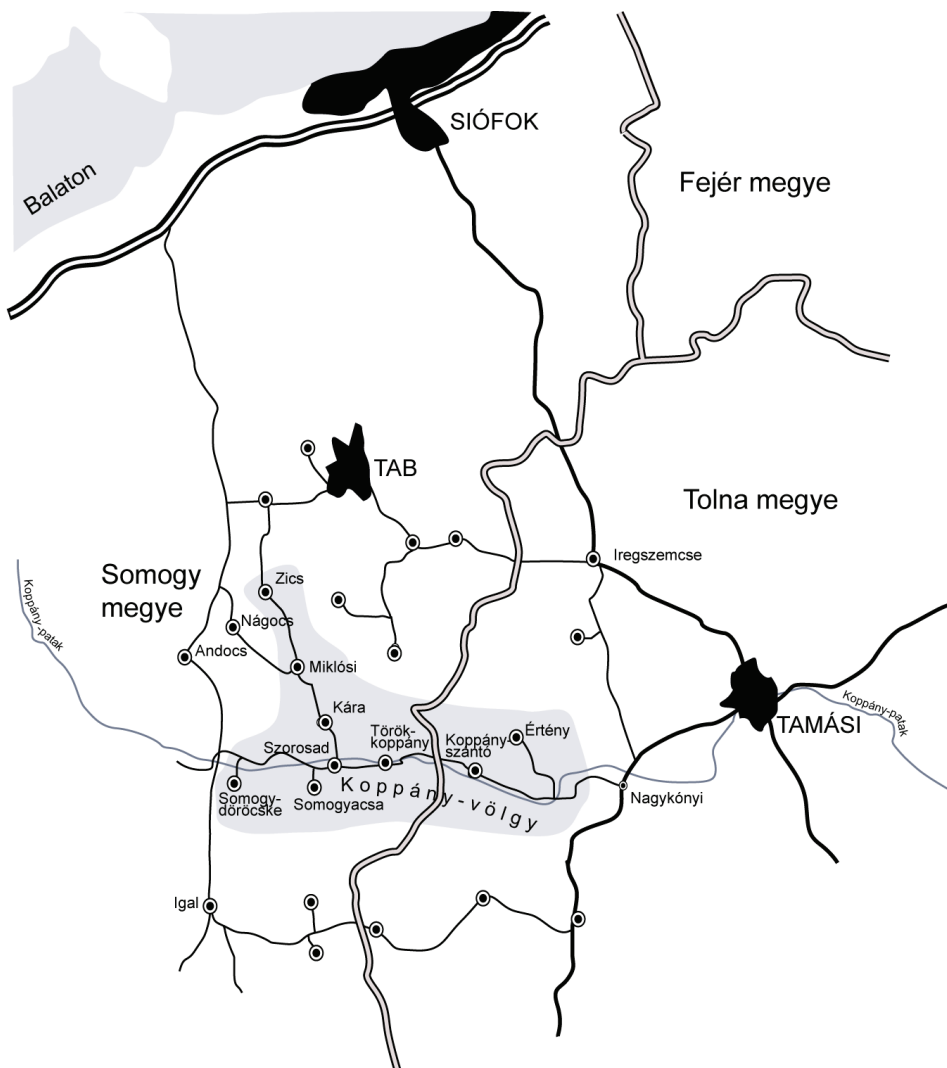 SIÓFOK
Balaton
Fejér megye
TAB
Tolna megye
Iregszemcse
Somogy
megye
Koppány-patak
Zics
Nágocs
Andocs
Miklósi
Kára
Koppány-patak
TAMÁSI
Török-
koppány
Értény
Koppány-
szántó
Szorosad
Somogy-
döröcske
Somogyacsa
Koppány-völgy
Nagykónyi
Igal